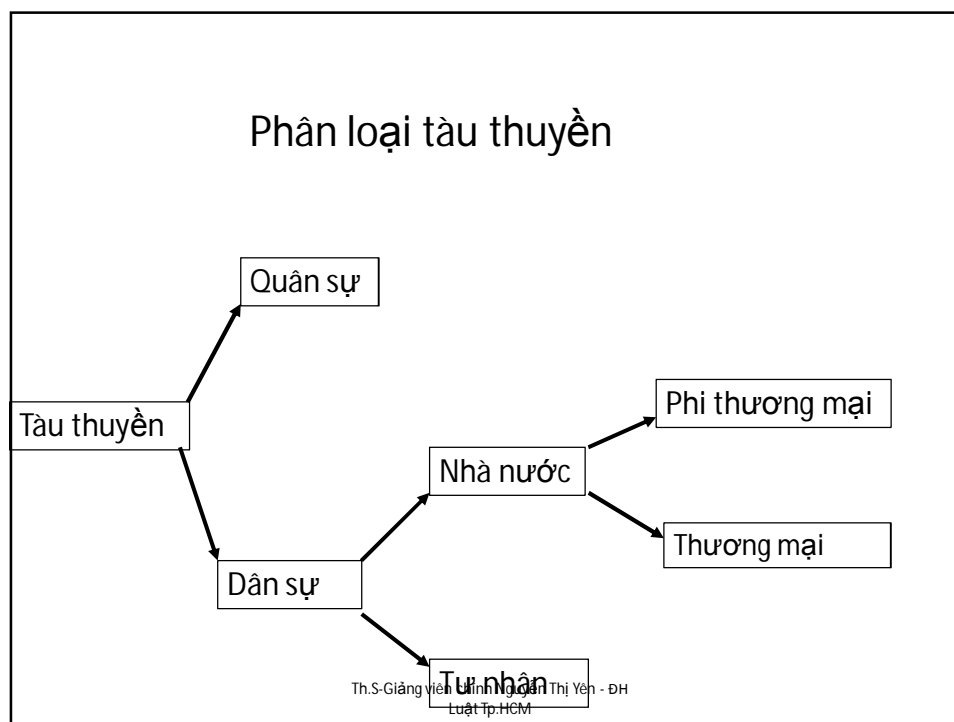 Phân loại tàu thuyền
Quân sự
Phi thương mại
Tàu thuyền
Nhà nước
Thương mại
Dân sự
Tư nhân
Th.S-Giảng viên chính Nguyễn Thị Yên - ĐH
Luật Tp.HCM